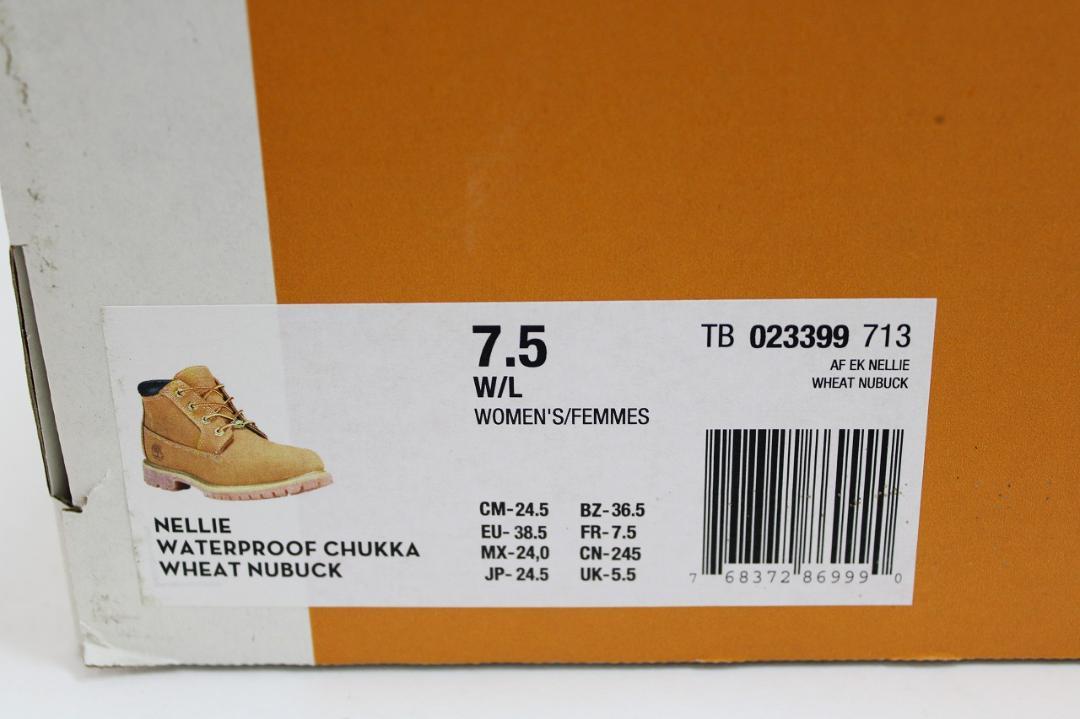 7.5
W/L
WOMEN'S/FEMMES
TB 023399 713
AF EK NELLIE
WHEAT NUBUCK
NELLIE
WATERPROOF CHUKKA
WHEAT NUBUCK
CM-24.5 BZ-36.5
EU- 38.5 FR-7.5
MX-24,0 CN-245
JP- 24.5 UK-5.5
7 68372 86999 0